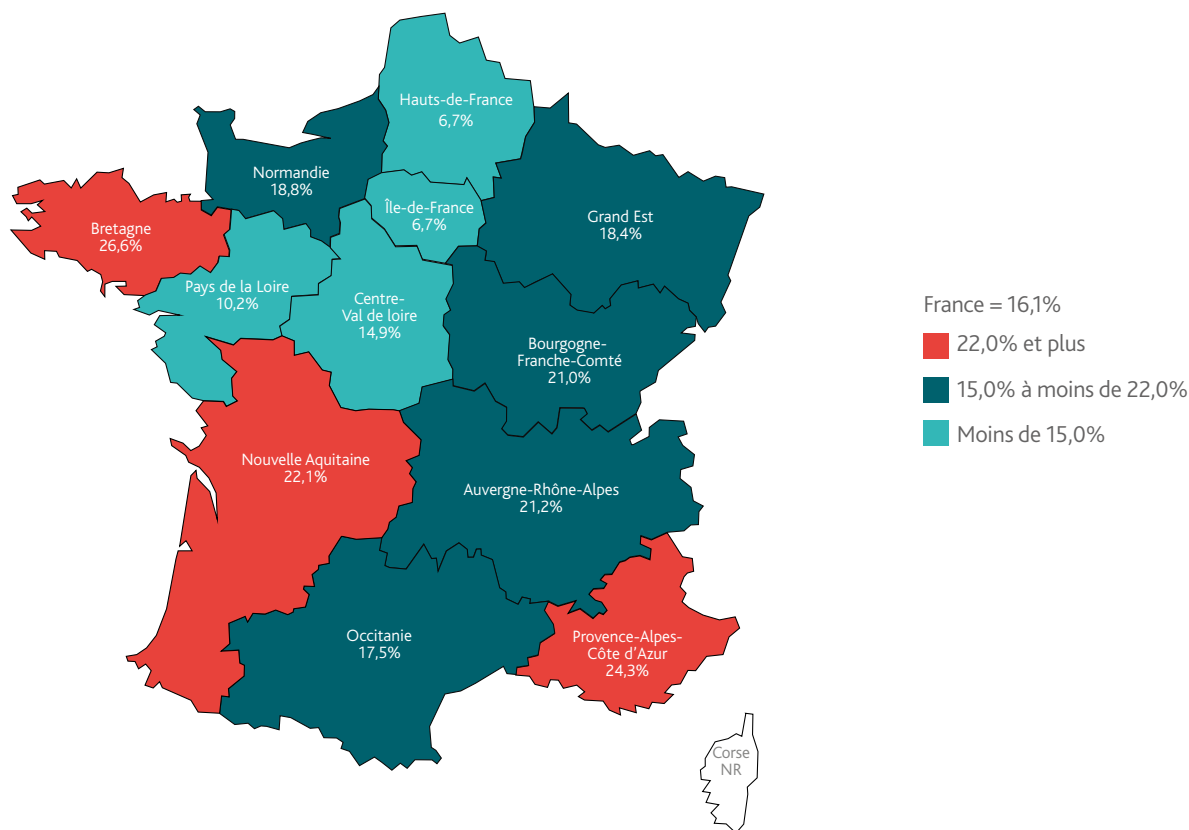 Hauts-de-France
6,7%
Normandie
18,8%
Île-de-France
6,7%
Grand Est
18,4%
Bretagne
26,6%
Pays de la Loire
10,2%
Centre-
Val de loire
14,9%
Bourgogne-
Franche-Comté
21,0%
Nouvelle Aquitaine
22,1%
Auvergne-Rhône-Alpes
21,2%
Occitanie
17,5%
Provence-Alpes-
Côte d'Azur
24,3%
Corse
NR
France = 16,1%
22,0% et plus
15,0% à moins de 22,0%
Moins de 15,0%